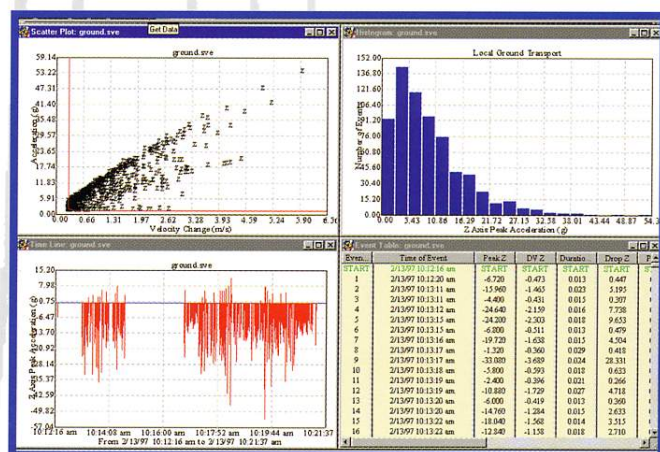 Scatter Plot: ground.sve
Get Data
ground.sve
59.14
53.22
47.31
41.40
35.48
29.57
23.65
17.74
11.83
5.91
0.00
Acceleration (g)
0.00 0.66 1.31 1.97 2.62 3.28 3.93 4.59 5.24 5.90
Velocity Change (m/s)
Histogram: ground.sve
Local Ground Transport
152.00
136.80
121.60
106.40
91.20
76.00
60.80
45.60
30.40
15.20
0.00
Number of Events
0.00 5.43 10.86 16.29 21.72 27.15 32.58 38.01 43.44 48.87
Z Axis Peak Acceleration (g)
Time Line: ground.sve
ground.sve
15.20
-49.82
-57.04
Z Axis Peak Acceleration (g)
10:12:16 am 10:14:08 am 10:16:00 am 10:17:52 am 10:19:44 am 10:21:37
From 2/13/97 10:12:16 am to 2/13/97 10:21:37 am
Event Table: ground.sve
Even... Time of Event Peak Z DV Z Duratio... Drop Z
START 2/13/97 10:12:16 am START START START START
1 2/13/97 10:12:20 am -6.720 -0.473 0.013 0.447
2 2/13/97 10:13:11 am -15.960 -1.465 0.023 5.195
3 2/13/97 10:13:11 am -4.400 -0.431 0.015 0.397
4 2/13/97 10:13:12 am -24.640 -2.159 0.016 7.738
5 2/13/97 10:13:15 am -24.200 -2.303 0.018 9.653
6 2/13/97 10:13:15 am -6.800 -0.511 0.013 0.479
7 2/13/97 10:13:16 am -19.720 -1.638 0.015 4.504
8 2/13/97 10:13:17 am -1.320 -0.360 0.029 0.418
9 2/13/97 10:13:17 am -33.080 -3.689 0.024 28.331
10 2/13/97 10:13:18 am -5.800 -0.593 0.018 0.633
11 2/13/97 10:13:19 am -2.400 -0.396 0.021 0.266
12 2/13/97 10:13:19 am -10.880 -1.729 0.027 4.718
13 2/13/97 10:13:20 am -6.000 -0.419 0.013 0.360
14 2/13/97 10:13:22 am -14.760 -1.284 0.015 2.633
15 2/13/97 10:13:22 am -18.040 -1.568 0.014 3.515
16 2/13/97 10:13:22 am -12.840 -1.158 0.018 2.710